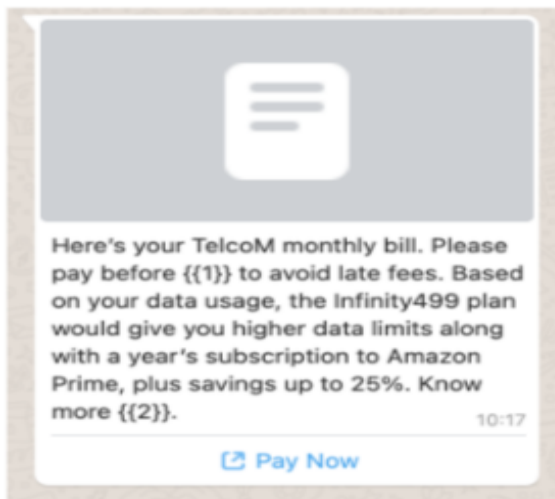 Here's your TelcoM monthly bill. Please
pay before {{1}} to avoid late fees. Based
on your data usage, the Infinity499 plan
would give you higher data limits along
with a year's subscription to Amazon
Prime, plus savings up to 25%. Know
more {{2}}.
10:17
Pay Now